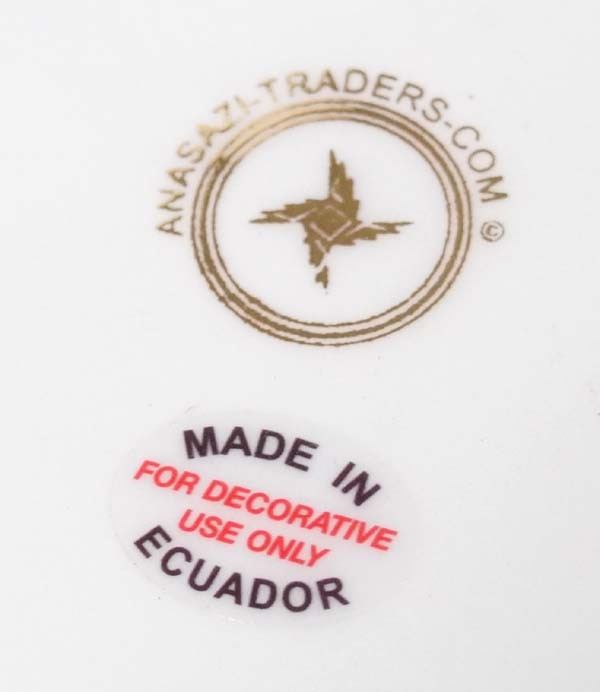 ANASAZI-TRADERS-COM ©
MADE IN
FOR DECORATIVE
USE ONLY
ECUADOR